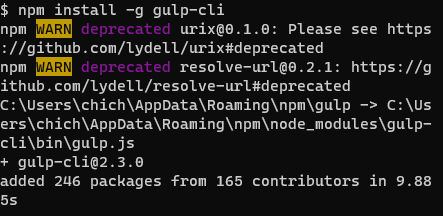 $ npm install -g gulp-cli
npm WARN deprecated urix@0.1.0: Please see https
://github.com/lydell/urix#deprecated
npm WARN deprecated resolve-url@0.2.1: https://g
ithub.com/lydell/resolve-url#deprecated
C:\Users\chich\AppData\Roaming\npm\gulp -> C:\Us
ers\chich\AppData\Roaming\npm\node_modules\gulp-
cli\bin\gulp.js
+ gulp-cli@2.3.0
added 246 packages from 165 contributors in 9.88
5s